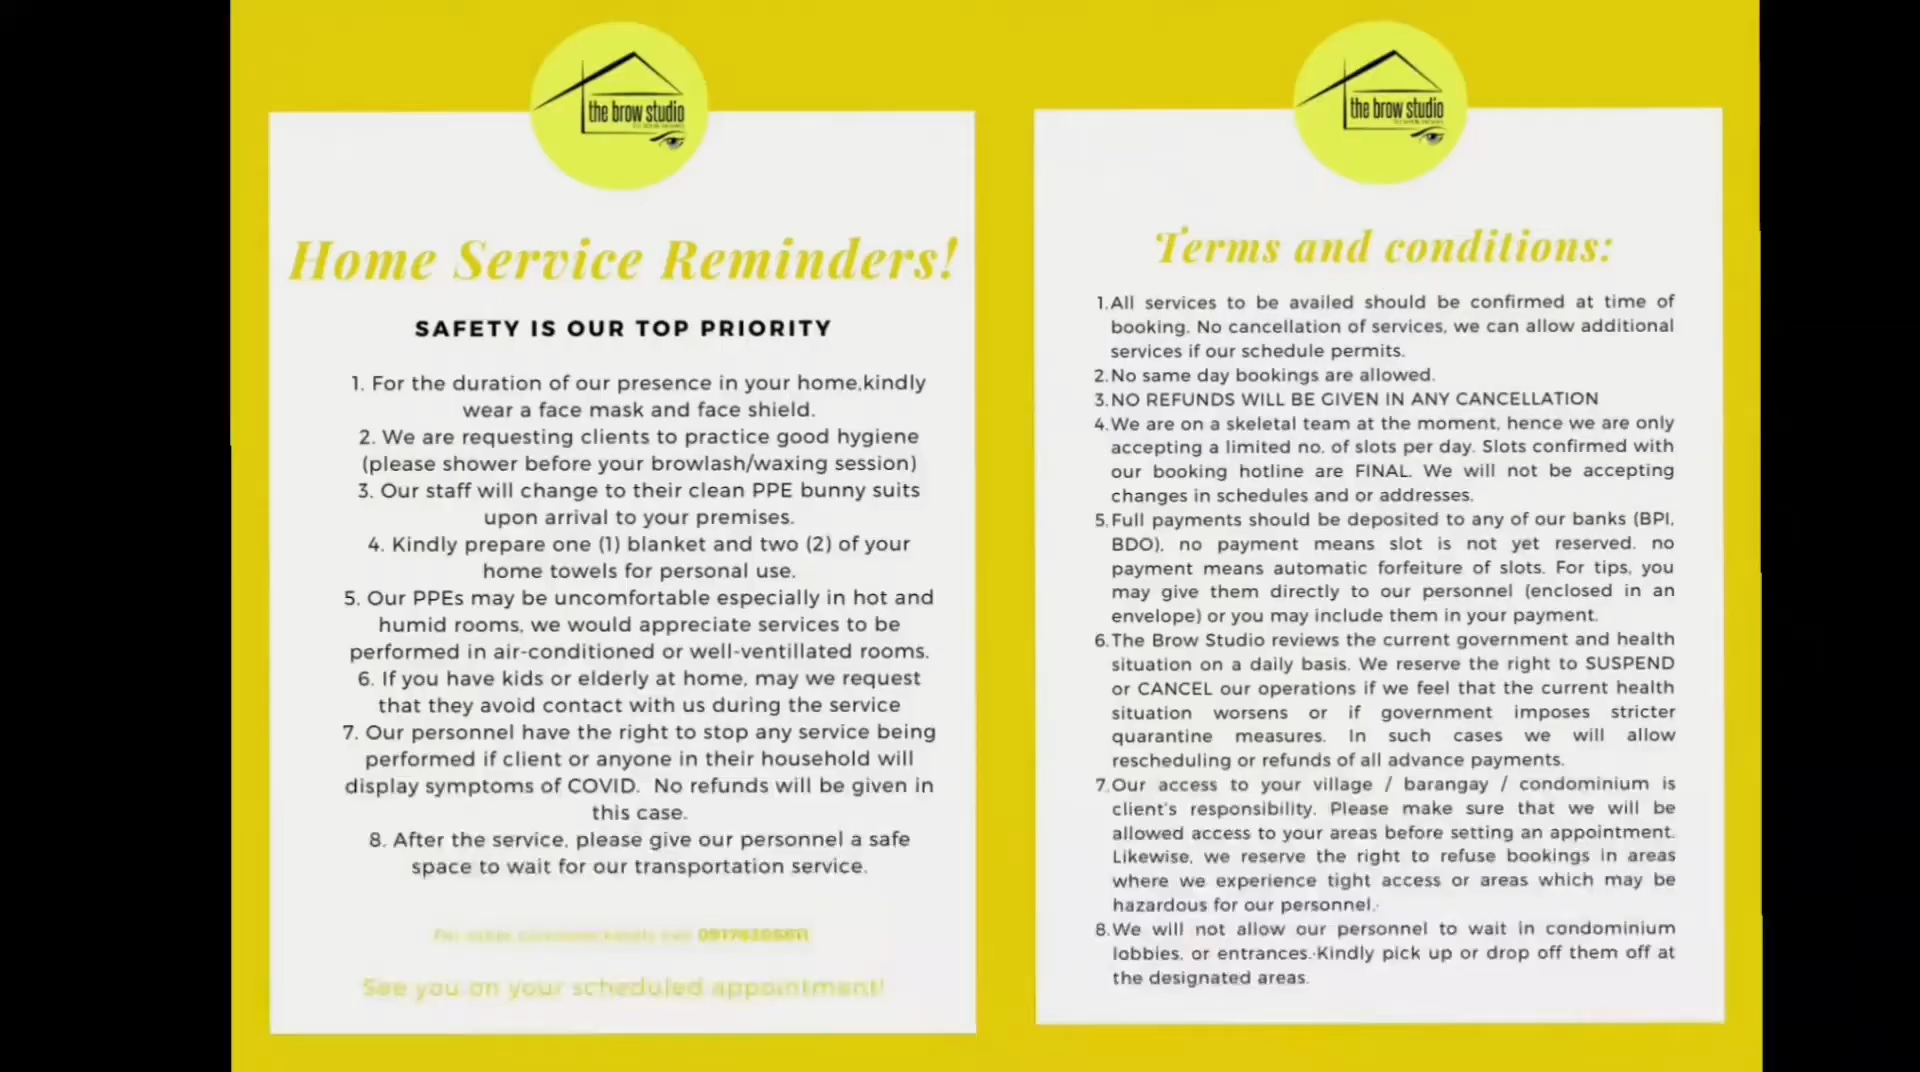 the brow studio
Home Service Reminders!
SAFETY IS OUR TOP PRIORITY
1. For the duration of our presence in your home,kindly
wear a face mask and face shield.
2. We are requesting clients to practice good hygiene
(please shower before your browlash/waxing session)
3. Our staff will change to their clean PPE bunny suits
upon arrival to your premises.
4. Kindly prepare one (1) blanket and two (2) of your
home towels for personal use.
5. Our PPEs may be uncomfortable especially in hot and
humid rooms, we would appreciate services to be
performed in air-conditioned or well-ventillated rooms.
6. If you have kids or elderly at home, may we request
that they avoid contact with us during the service
7. Our personnel have the right to stop any service being
performed if client or anyone in their household will
display symptoms of COVID. No refunds will be given in
this case.
8. After the service, please give our personnel a safe
space to wait for our transportation service.
See you on your scheduled appointment!
the brow studio
Terms and conditions:
1. All services to be availed should be confirmed at time of
booking. No cancellation of services, we can allow additional
services if our schedule permits.
2. No same day bookings are allowed.
3. NO REFUNDS WILL BE GIVEN IN ANY CANCELLATION
4. We are on a skeletal team at the moment, hence we are only
accepting a limited no. of slots per day. Slots confirmed with
our booking hotline are FINAL. We will not be accepting
changes in schedules and or addresses.
5. Full payments should be deposited to any of our banks (BPI,
BDO), no payment means slot is not yet reserved. no
payment means automatic forfeiture of slots. For tips, you
may give them directly to our personnel (enclosed in an
envelope) or you may include them in your payment.
6. The Brow Studio reviews the current government and health
situation on a daily basis. We reserve the right to SUSPEND
or CANCEL our operations if we feel that the current health
situation worsens or if government imposes stricter
quarantine measures. In such cases we will allow
rescheduling or refunds of all advance payments.
7. Our access to your village / barangay / condominium is
client's responsibility. Please make sure that we will be
allowed access to your areas before setting an appointment.
Likewise, we reserve the right to refuse bookings in areas
where we experience tight access or areas which may be
hazardous for our personnel.
8. We will not allow our personnel to wait in condominium
lobbies, or entrances. Kindly pick up or drop off them off at
the designated areas.